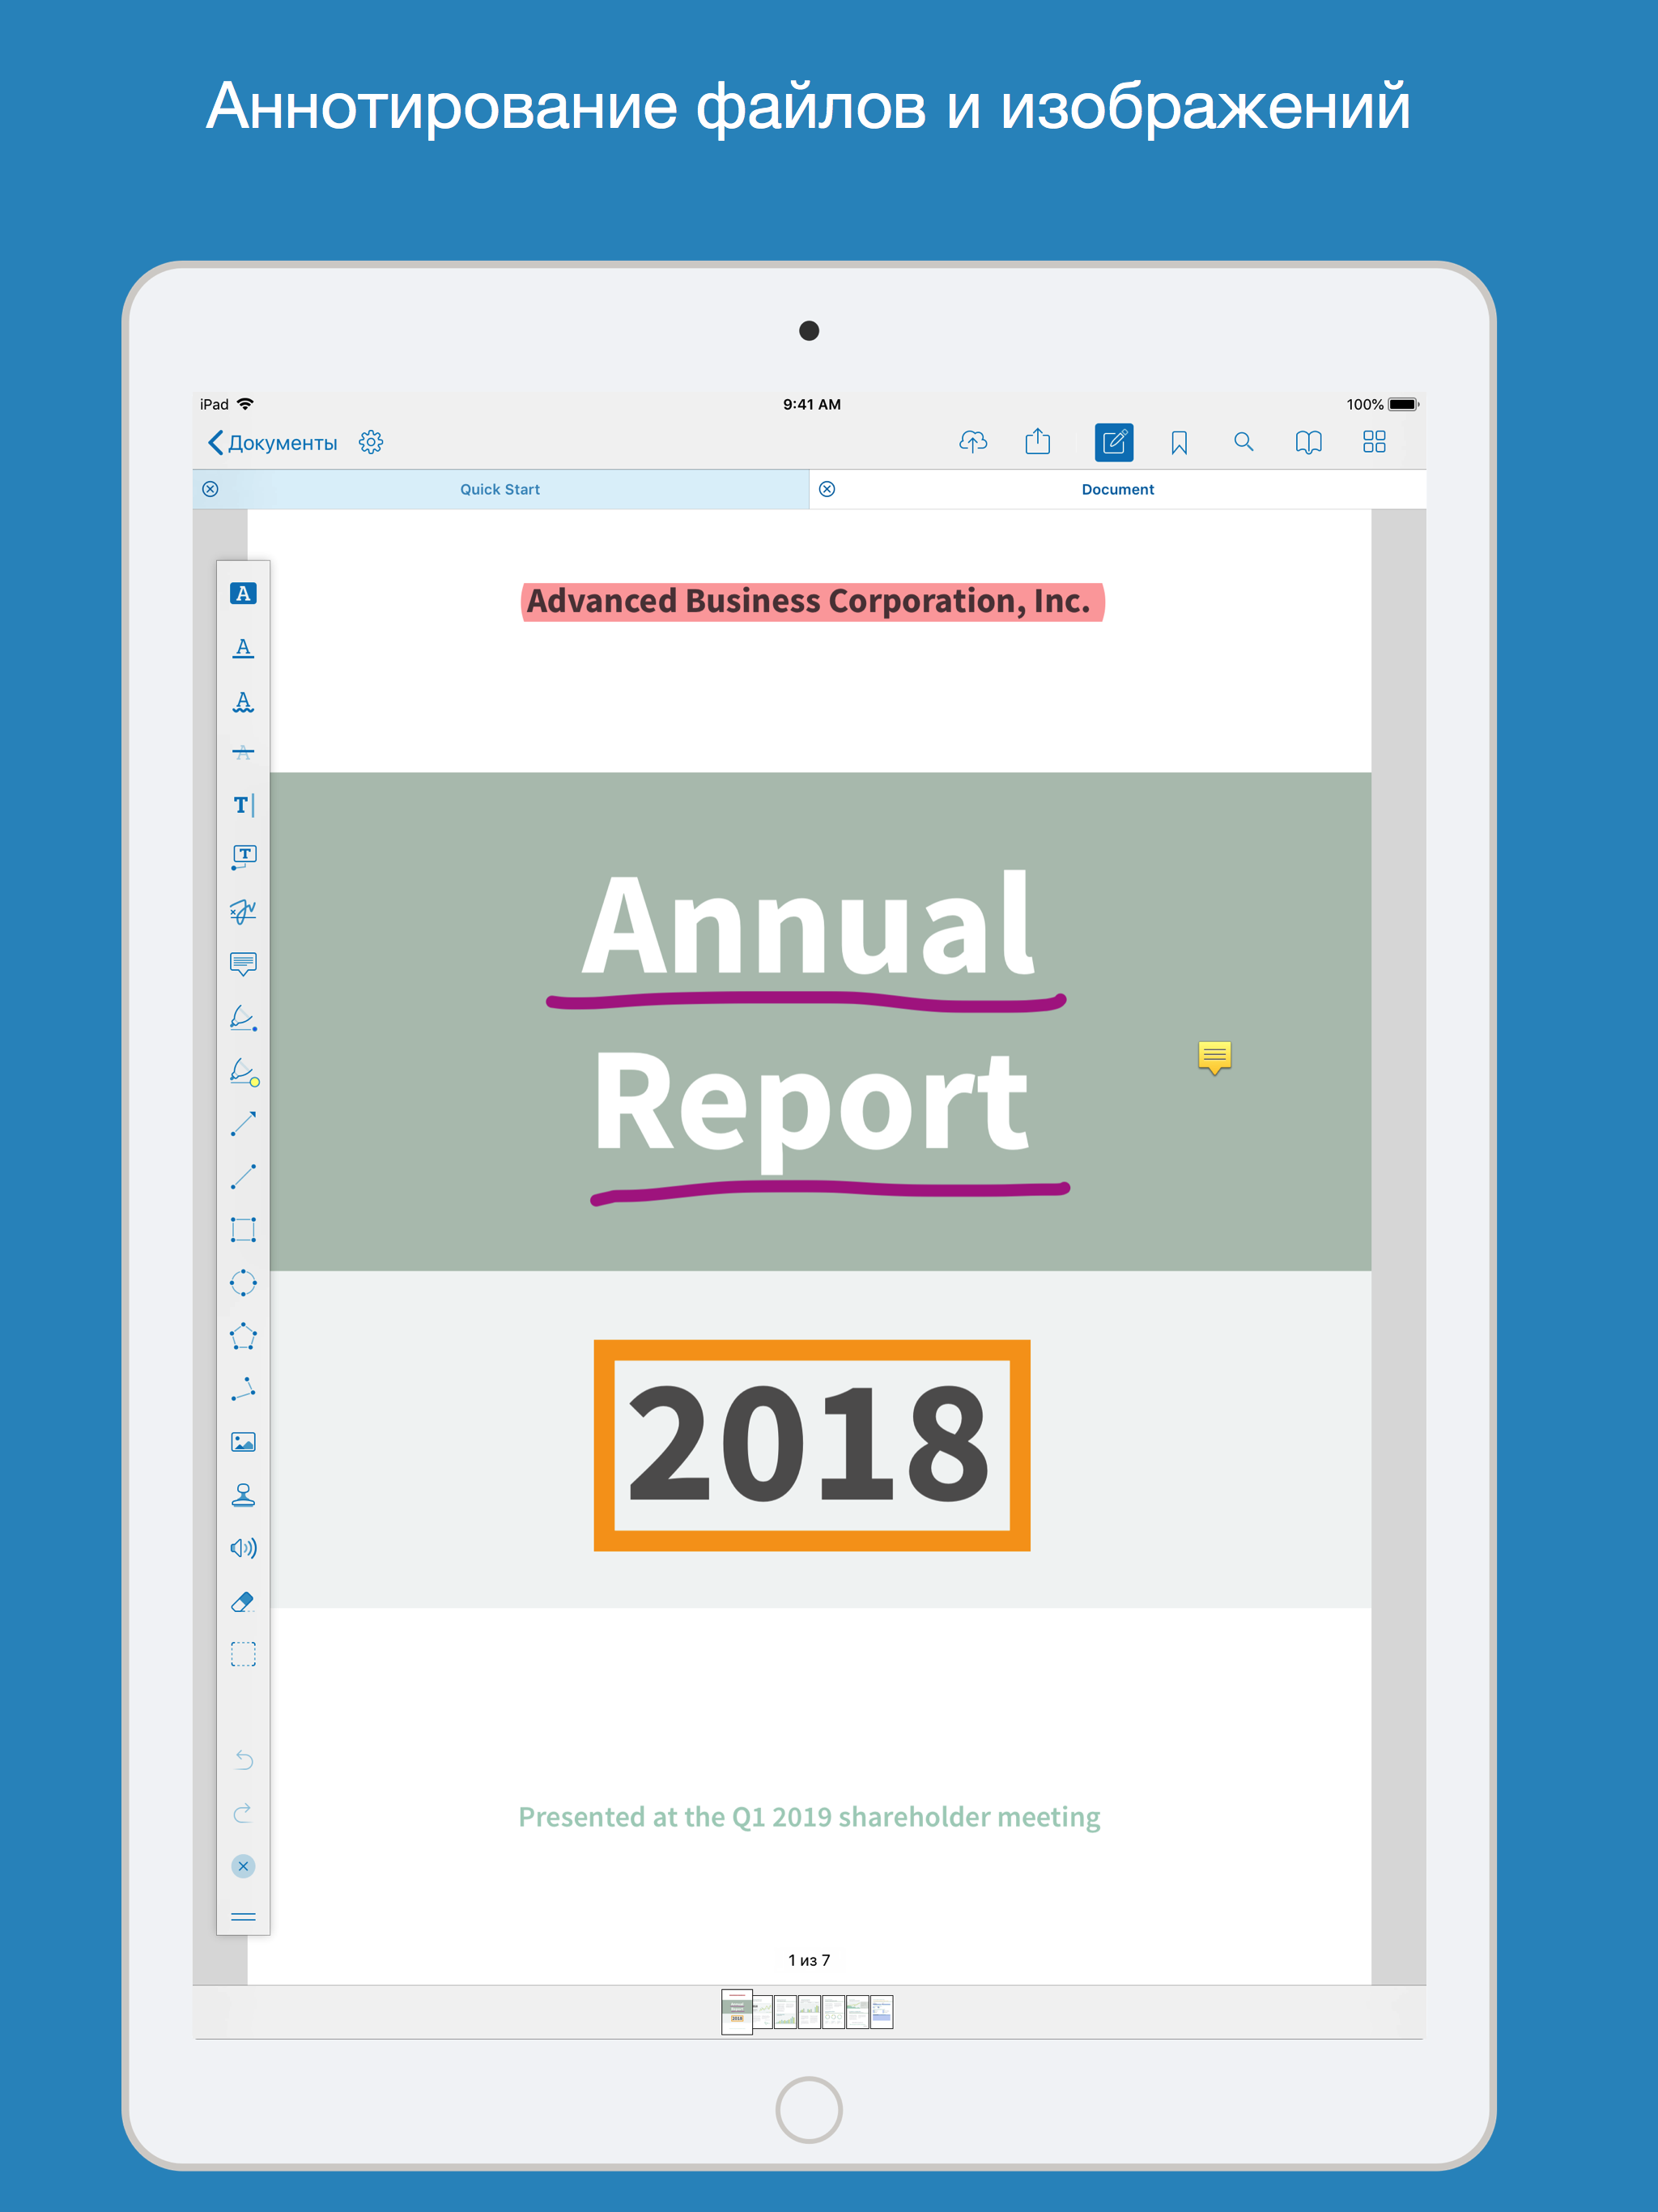 Аннотирование файлов и изображений
iPad 9:41 AM 100%
Документы
Quick Start Document
Advanced Business Corporation, Inc.
Annual
Report
2018
Presented at the Q1 2019 shareholder meeting
1 из 7